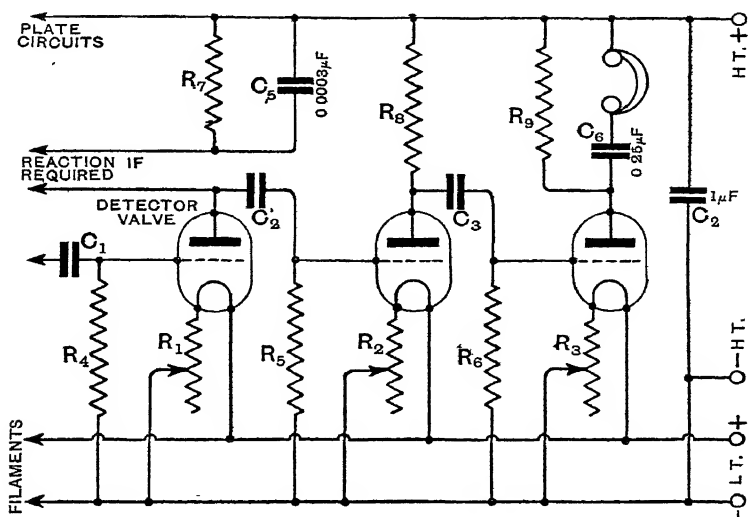 PLATE
CIRCUITS
R7
C5
0 0003μF
R8
R9
C6
0 25μF
HT. +
REACTION IF
REQUIRED
DETECTOR
VALVE
C2
C3
1μF
C2
C1
R4
R1
R5
R2
R6
R3
-HT.
FILAMENTS
+
LT.
-